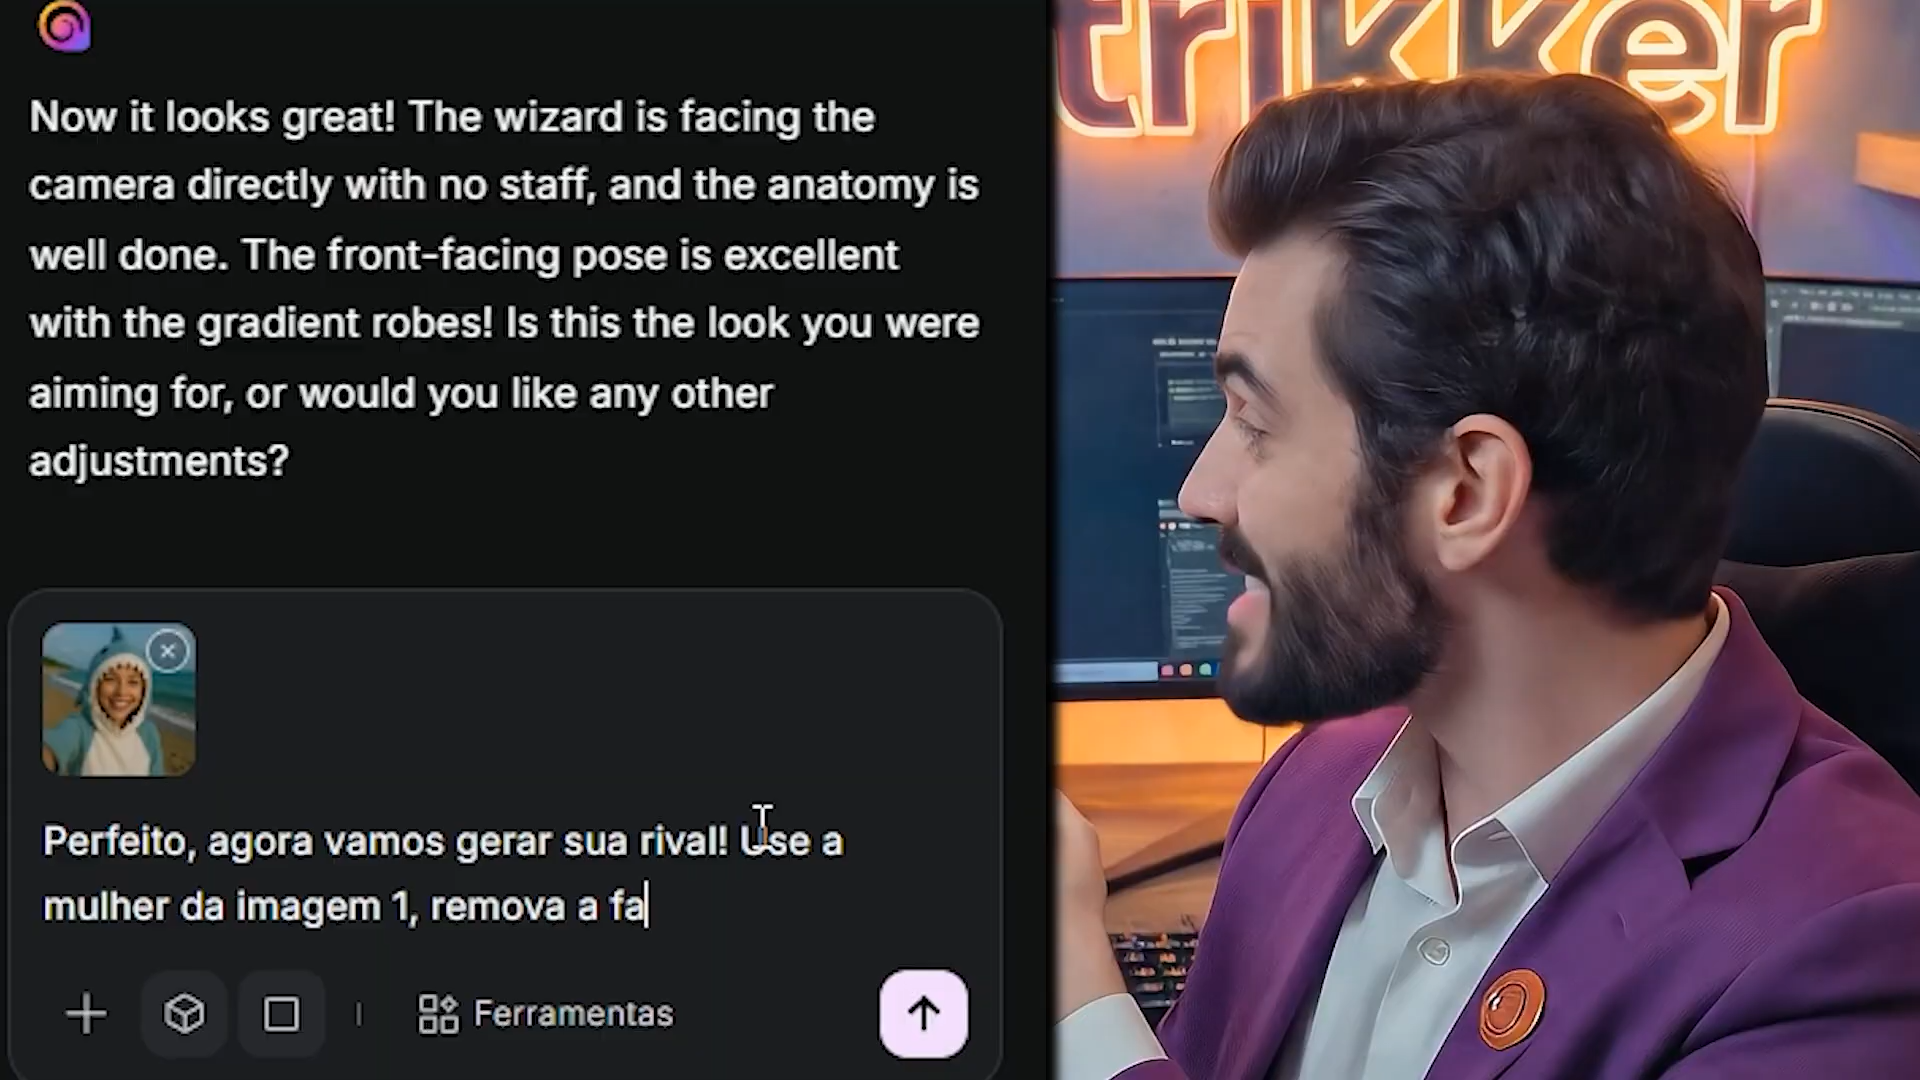 Now it looks great! The wizard is facing the
camera directly with no staff, and the anatomy is
well done. The front-facing pose is excellent
with the gradient robes! Is this the look you were
aiming for, or would you like any other
adjustments?
Perfeito, agora vamos gerar sua rival! Use a
mulher da imagem 1, remova a fa
Ferramentas
trikker